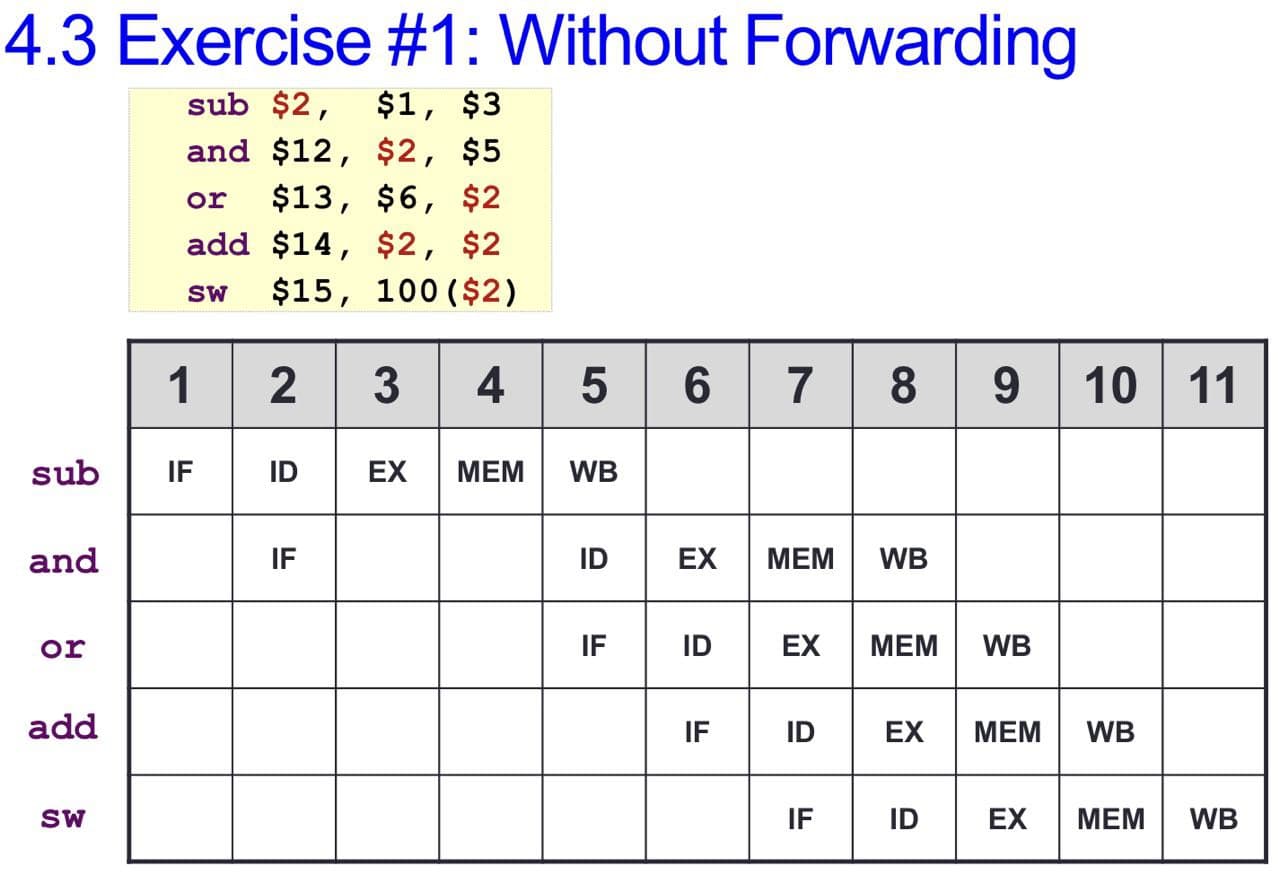 4.3 Exercise #1: Without Forwarding
sub $2, $1, $3
and $12, $2, $5
or $13, $6, $2
add $14, $2, $2
sw $15, 100($2)
1 2 3 4 5 6 7 8 9 10 11
sub IF ID EX MEM WB
and IF ID EX MEM WB
or IF ID EX MEM WB
add IF ID EX MEM WB
sw IF ID EX MEM WB